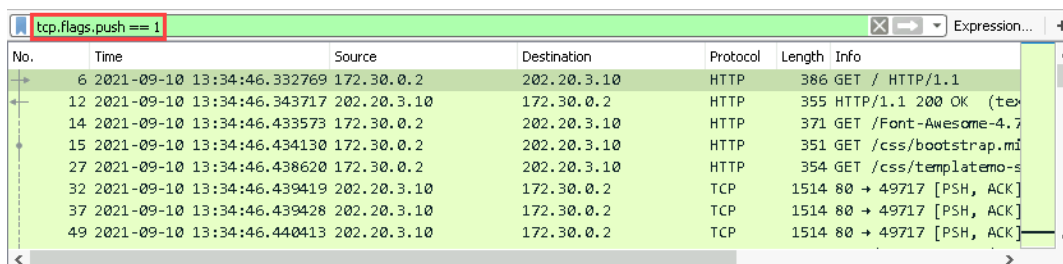 tcp.flags.push == 1 Expression... +
No. Time Source Destination Protocol Length Info
6 2021-09-10 13:34:46.332769 172.30.0.2 202.20.3.10 HTTP 386 GET / HTTP/1.1
12 2021-09-10 13:34:46.343717 202.20.3.10 172.30.0.2 HTTP 355 HTTP/1.1 200 OK (tex
14 2021-09-10 13:34:46.433573 172.30.0.2 202.20.3.10 HTTP 371 GET /Font-Awesome-4.7
15 2021-09-10 13:34:46.434130 172.30.0.2 202.20.3.10 HTTP 351 GET /css/bootstrap.mi
27 2021-09-10 13:34:46.438620 172.30.0.2 202.20.3.10 HTTP 354 GET /css/templatemo-s
32 2021-09-10 13:34:46.439419 202.20.3.10 172.30.0.2 TCP 1514 80 → 49717 [PSH, ACK]
37 2021-09-10 13:34:46.439428 202.20.3.10 172.30.0.2 TCP 1514 80 → 49717 [PSH, ACK]
49 2021-09-10 13:34:46.440413 202.20.3.10 172.30.0.2 TCP 1514 80 → 49717 [PSH, ACK]